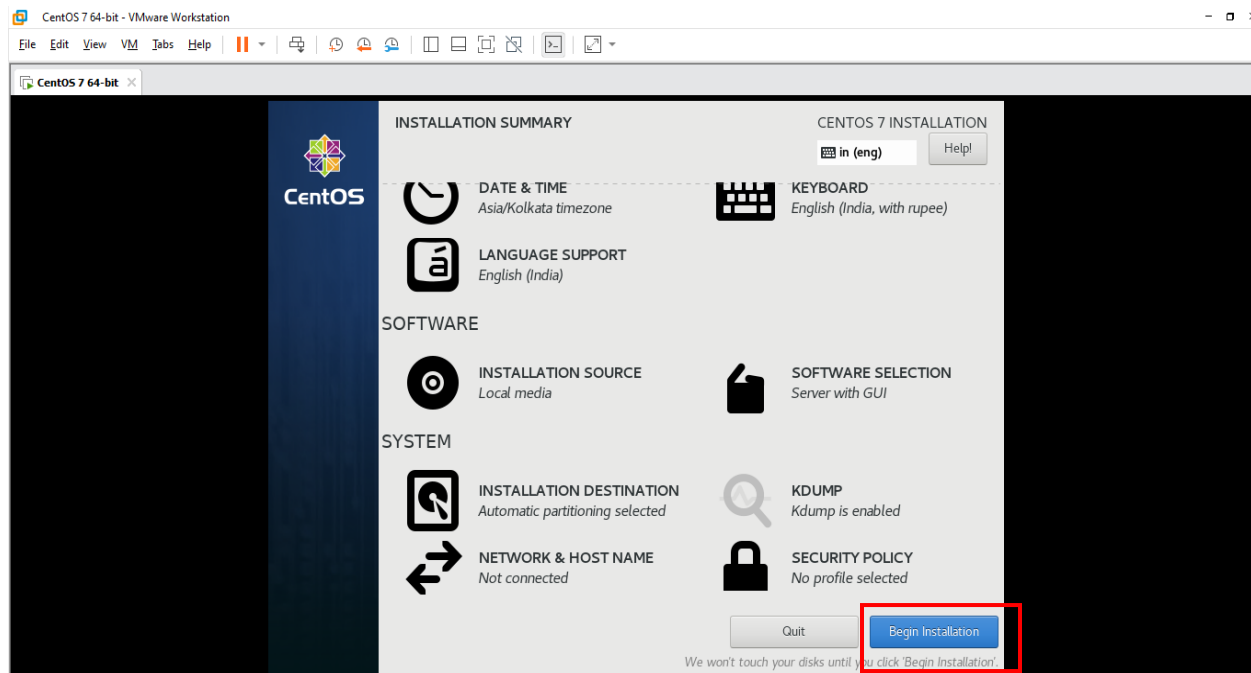 CentOS 7 64-bit - VMware Workstation
File Edit View VM Tabs Help
CentOS 7 64-bit
INSTALLATION SUMMARY
CENTOS 7 INSTALLATION
in (eng)
Help!
CentOS
DATE & TIME
Asia/Kolkata timezone
KEYBOARD
English (India, with rupee)
LANGUAGE SUPPORT
English (India)
SOFTWARE
INSTALLATION SOURCE
Local media
SOFTWARE SELECTION
Server with GUI
SYSTEM
INSTALLATION DESTINATION
Automatic partitioning selected
KDUMP
Kdump is enabled
NETWORK & HOST NAME
Not connected
SECURITY POLICY
No profile selected
Quit
Begin Installation
We won't touch your disks until you click 'Begin Installation'.